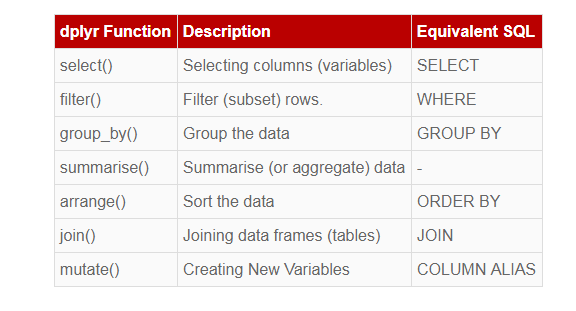 dplyr Function Description Equivalent SQL
select() Selecting columns (variables) SELECT
filter() Filter (subset) rows. WHERE
group_by() Group the data GROUP BY
summarise() Summarise (or aggregate) data -
arrange() Sort the data ORDER BY
join() Joining data frames (tables) JOIN
mutate() Creating New Variables COLUMN ALIAS